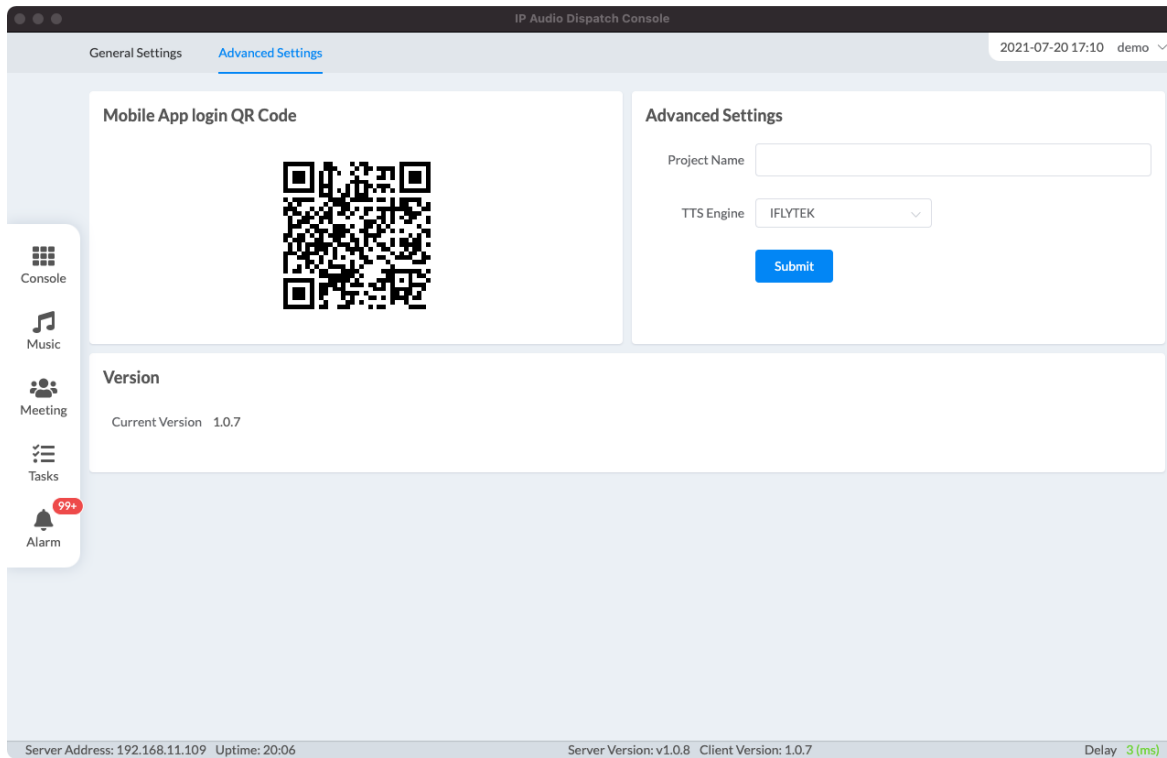 IP Audio Dispatch Console
General Settings Advanced Settings
2021-07-20 17:10 demo
Mobile App login QR Code
Advanced Settings
Project Name
TTS Engine IFLYTEK
Submit
Console
Music
Meeting
Tasks
99+
Alarm
Version
Current Version 1.0.7
Server Address: 192.168.11.109 Uptime: 20:06 Server Version: v1.0.8 Client Version: 1.0.7 Delay 3 (ms)